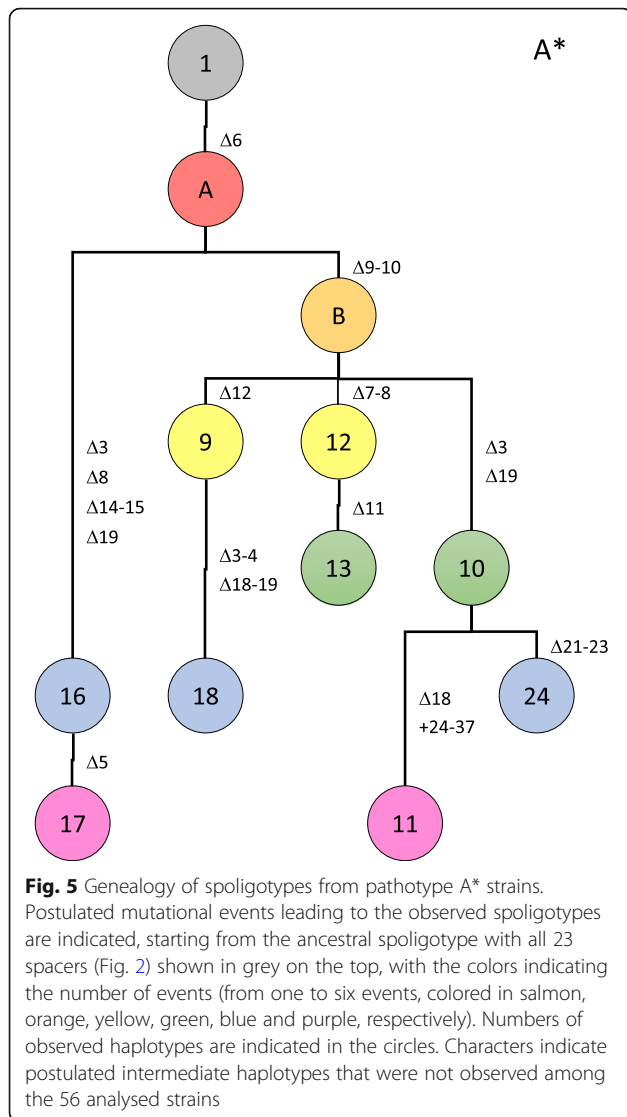 A*
1
Δ6
A
Δ9-10
B
Δ12
Δ7-8
9
12
Δ3
Δ8
Δ14-15
Δ19
Δ3
Δ19
Δ11
Δ3-4
Δ18-19
13
10
Δ21-23
16
18
Δ18
+24-37
24
Δ5
17
11
Fig. 5 Genealogy of spoligotypes from pathotype A* strains.
Postulated mutational events leading to the observed spoligotypes
are indicated, starting from the ancestral spoligotype with all 23
spacers (Fig. 2) shown in grey on the top, with the colors indicating
the number of events (from one to six events, colored in salmon,
orange, yellow, green, blue and purple, respectively). Numbers of
observed haplotypes are indicated in the circles. Characters indicate
postulated intermediate haplotypes that were not observed among
the 56 analysed strains